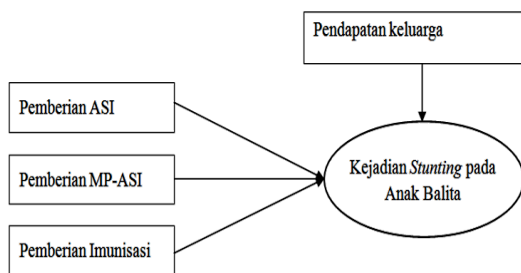 Pendapatan keluarga
Pemberian ASI
Pemberian MP-ASI
Kejadian Stunting pada
Anak Balita
Pemberian Imunisasi